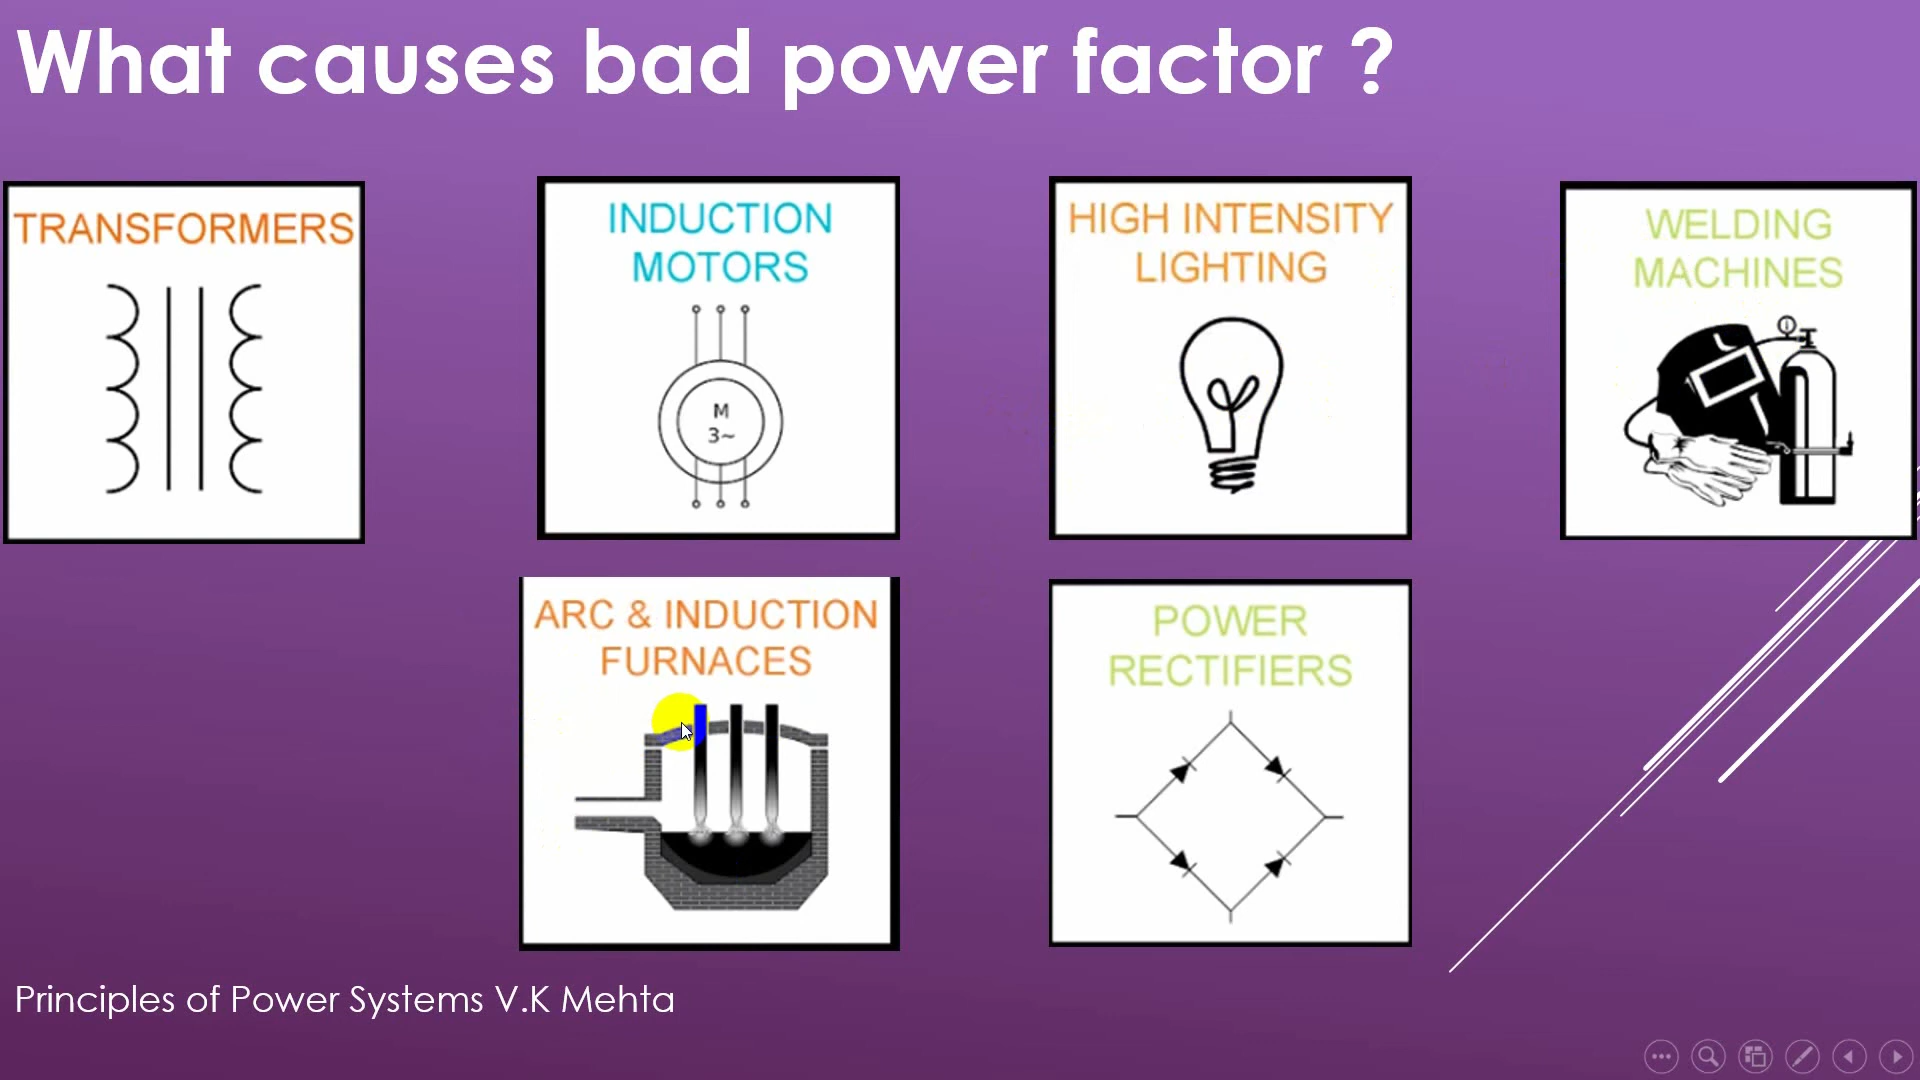 What causes bad power factor ?
TRANSFORMERS
INDUCTION
MOTORS
M
3~
HIGH INTENSITY
LIGHTING
WELDING
MACHINES
ARC & INDUCTION
FURNACES
POWER
RECTIFIERS
Principles of Power Systems V.K Mehta